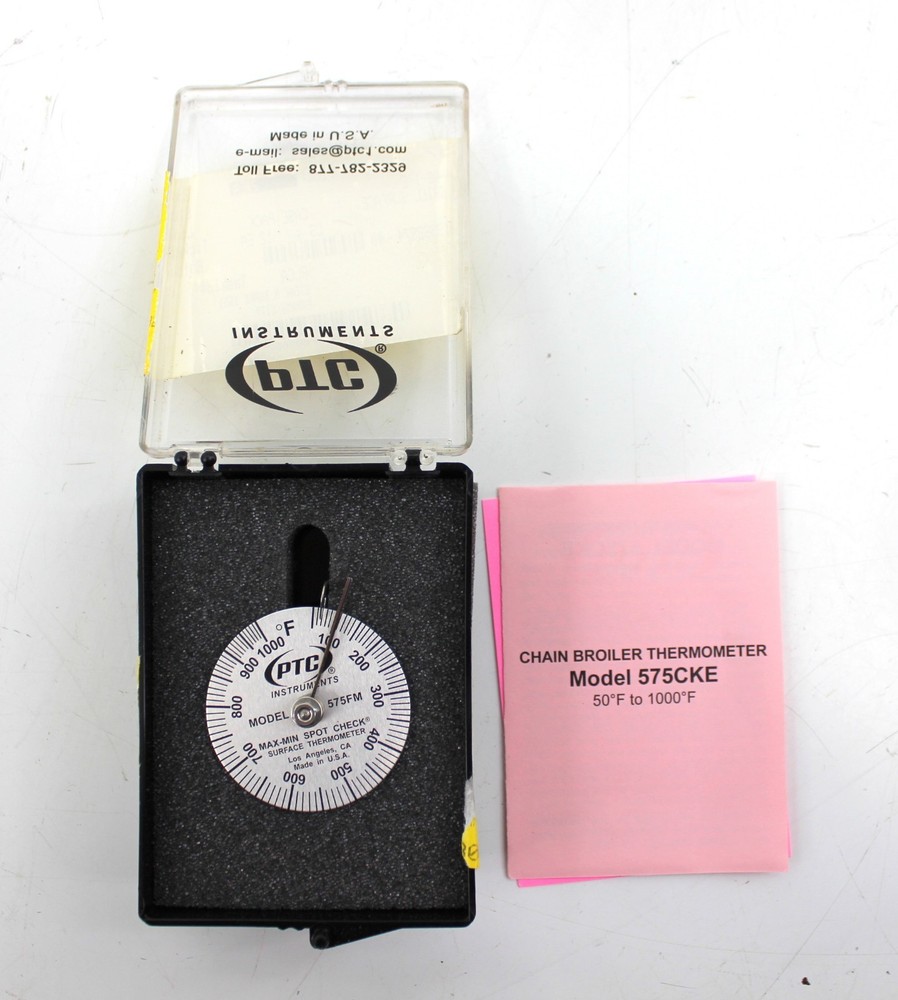 Made in U.S.A.
e-mail: sales@ptc1.com
Toll Free: 877-782-2329
INSTRUMENTS
PTC®
°F
100
200
300
400
500
600
700
800
900
1000
PTC®
INSTRUMENTS
MODEL 575FM
MAX-MIN SPOT CHECK®
SURFACE THERMOMETER
Los Angeles, CA
Made in U.S.A.
CHAIN BROILER THERMOMETER
Model 575CKE
50°F to 1000°F